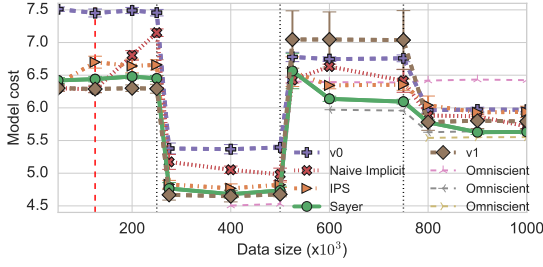 7.5
7.0
6.5
6.0
5.5
5.0
4.5
Model cost
v0
Naive Implicit
IPS
Sayer
v1
Omniscient
Omniscient
Omniscient
200
400
600
800
1000
Data size (x10³)